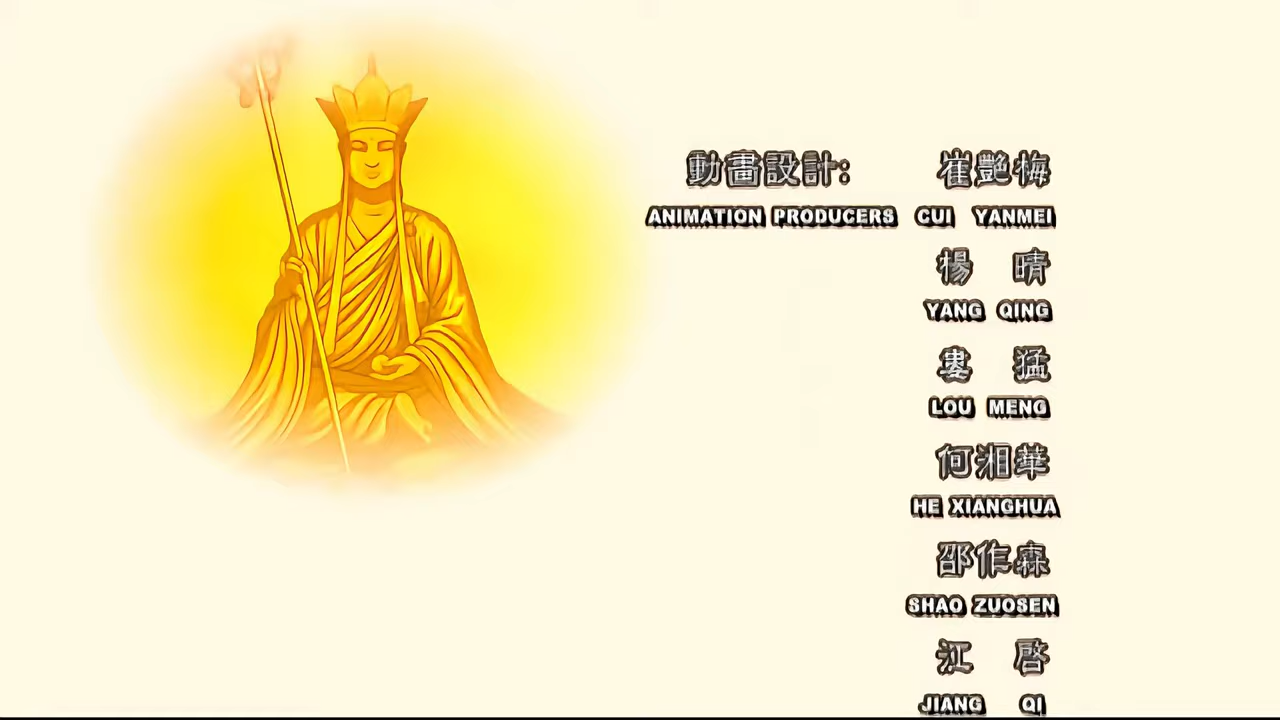 動畫設計: 崔艷梅
ANIMATION PRODUCERS CUI YANMEI
楊 晴
YANG QING
婁 猛
LOU MENG
何湘華
HE XIANGHUA
邵作森
SHAO ZUOSEN
江 啓
JIANG QI